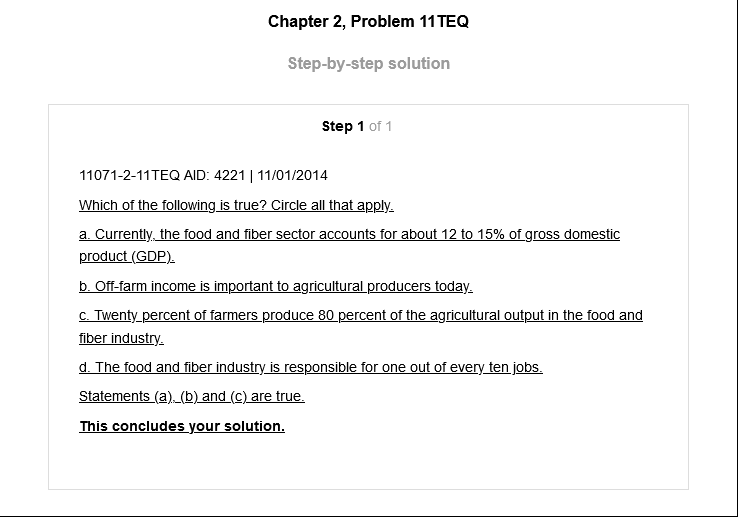 Chapter 2, Problem 11TEQ
Step-by-step solution
Step 1 of 1
11071-2-11TEQ AID: 4221 | 11/01/2014
Which of the following is true? Circle all that apply.
a. Currently, the food and fiber sector accounts for about 12 to 15% of gross domestic
product (GDP).
b. Off-farm income is important to agricultural producers today.
c. Twenty percent of farmers produce 80 percent of the agricultural output in the food and
fiber industry.
d. The food and fiber industry is responsible for one out of every ten jobs.
Statements (a), (b) and (c) are true.
This concludes your solution.